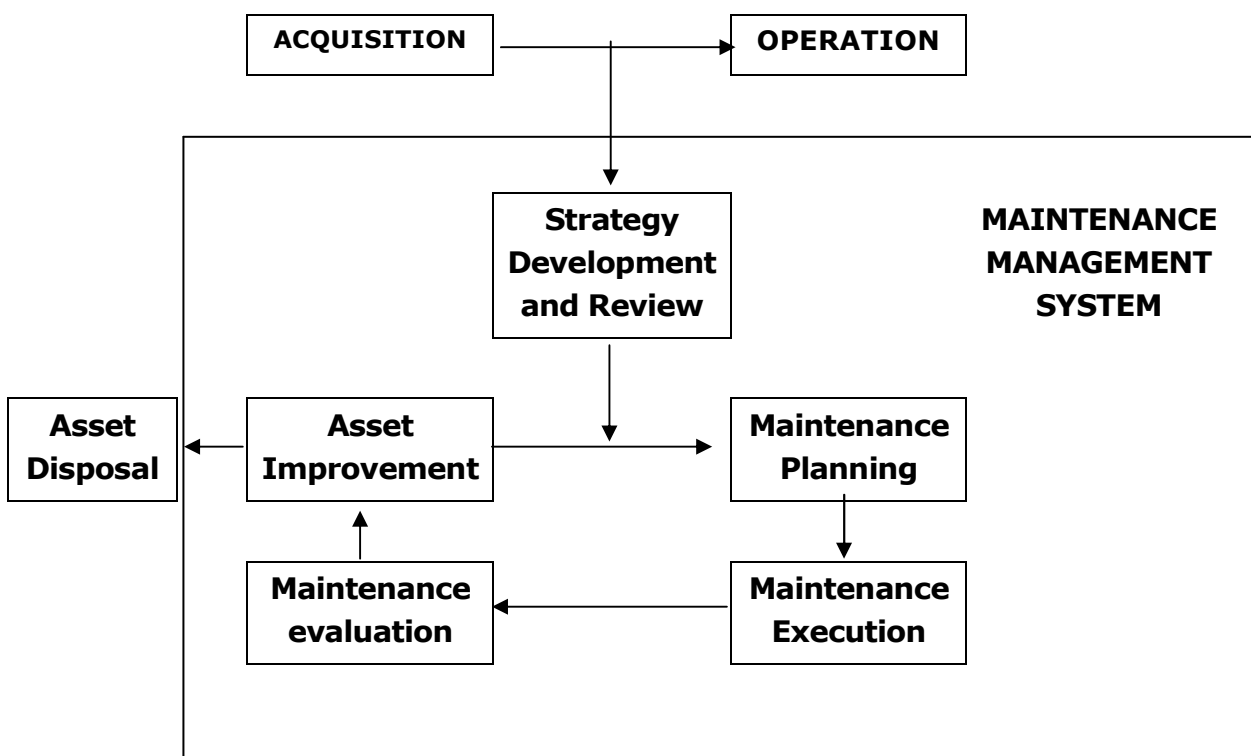 ACQUISITION
OPERATION
Strategy
Development
and Review
MAINTENANCE
MANAGEMENT
SYSTEM
Asset
Disposal
Asset
Improvement
Maintenance
Planning
Maintenance
evaluation
Maintenance
Execution